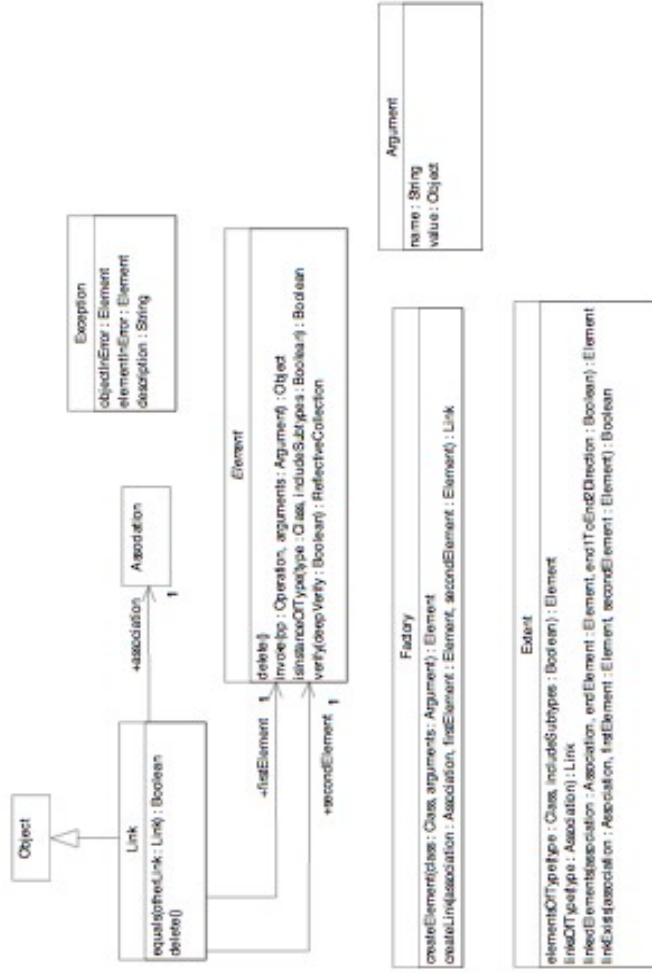 Object
Link
equals(otherLink : Link) : Boolean
delete()
+association
1
Association
Exception
objectInError : Element
elementInError : Element
description : String
+firstElement
1
+secondElement
1
Element
delete()
invoke(op : Operation, arguments : Argument) : Object
isInstanceOfType(type : Class, includeSubtypes : Boolean) : Boolean
verify(deepVerify : Boolean) : ReflectiveCollection
Factory
createElement(class : Class, arguments : Argument) : Element
createLink(association : Association, firstElement : Element, secondElement : Element) : Link
Argument
name : String
value : Object
Extent
elementsOfType(type : Class, includeSubtypes : Boolean) : Element
linksOfType(type : Association) : Link
linkedElements(association : Association, endElement : Element, end1ToEnd2Direction : Boolean) : Element
linkExists(association : Association, firstElement : Element, secondElement : Element) : Boolean